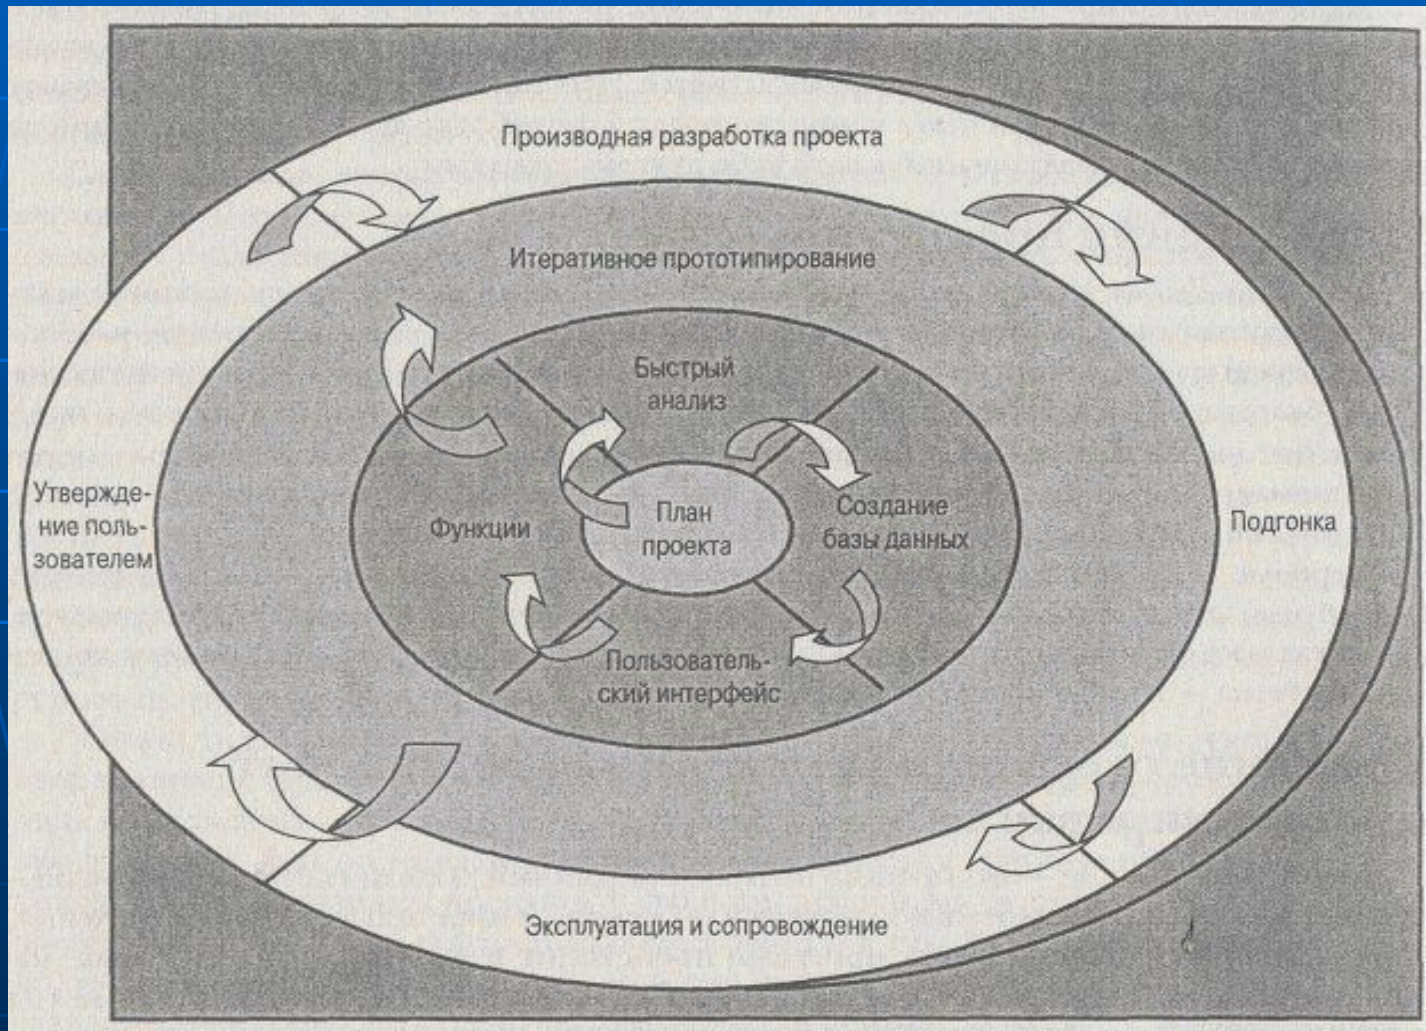 Производная разработка проекта
Итеративное прототипирование
Быстрый
анализ
Утвержде-
ние поль-
зователем
Функции
План
проекта
Создание
базы данных
Подгонка
Пользователь-
ский интерфейс
Эксплуатация и сопровождение